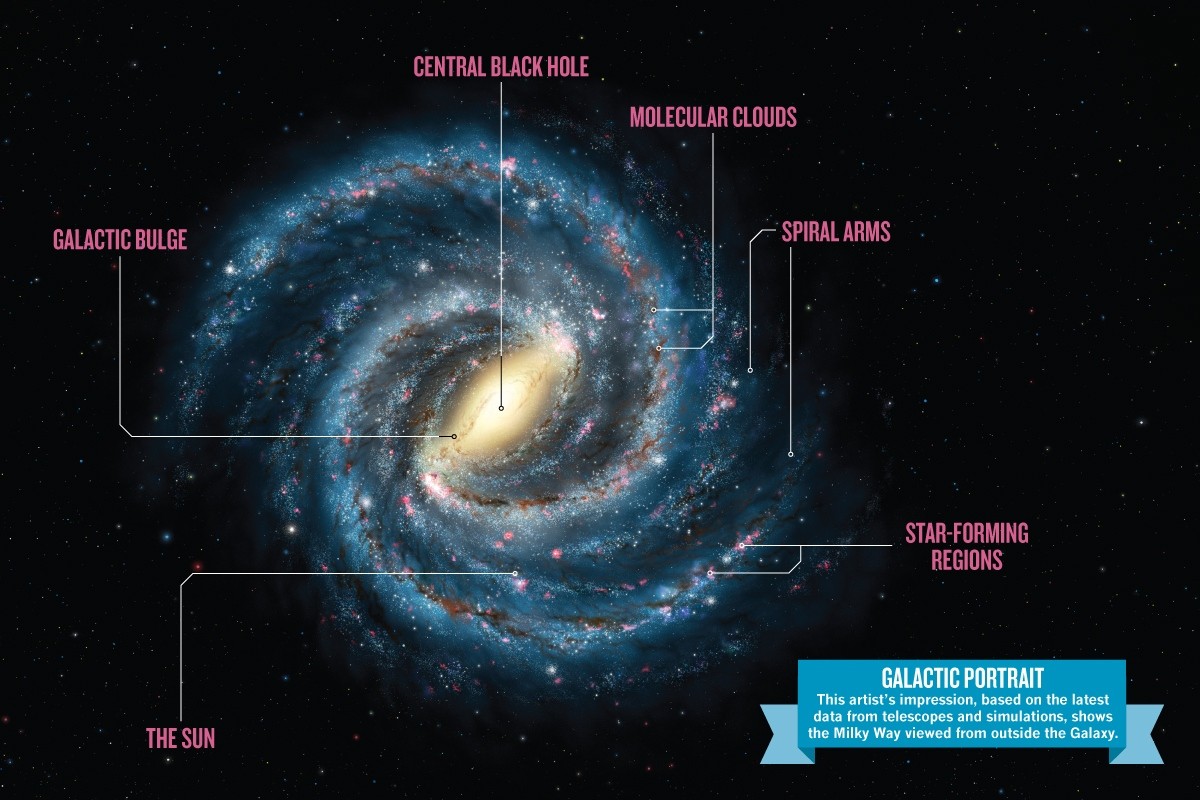 CENTRAL BLACK HOLE
MOLECULAR CLOUDS
GALACTIC BULGE
SPIRAL ARMS
STAR-FORMING
REGIONS
THE SUN
GALACTIC PORTRAIT
This artist’s impression, based on the latest
data from telescopes and simulations, shows
the Milky Way viewed from outside the Galaxy.